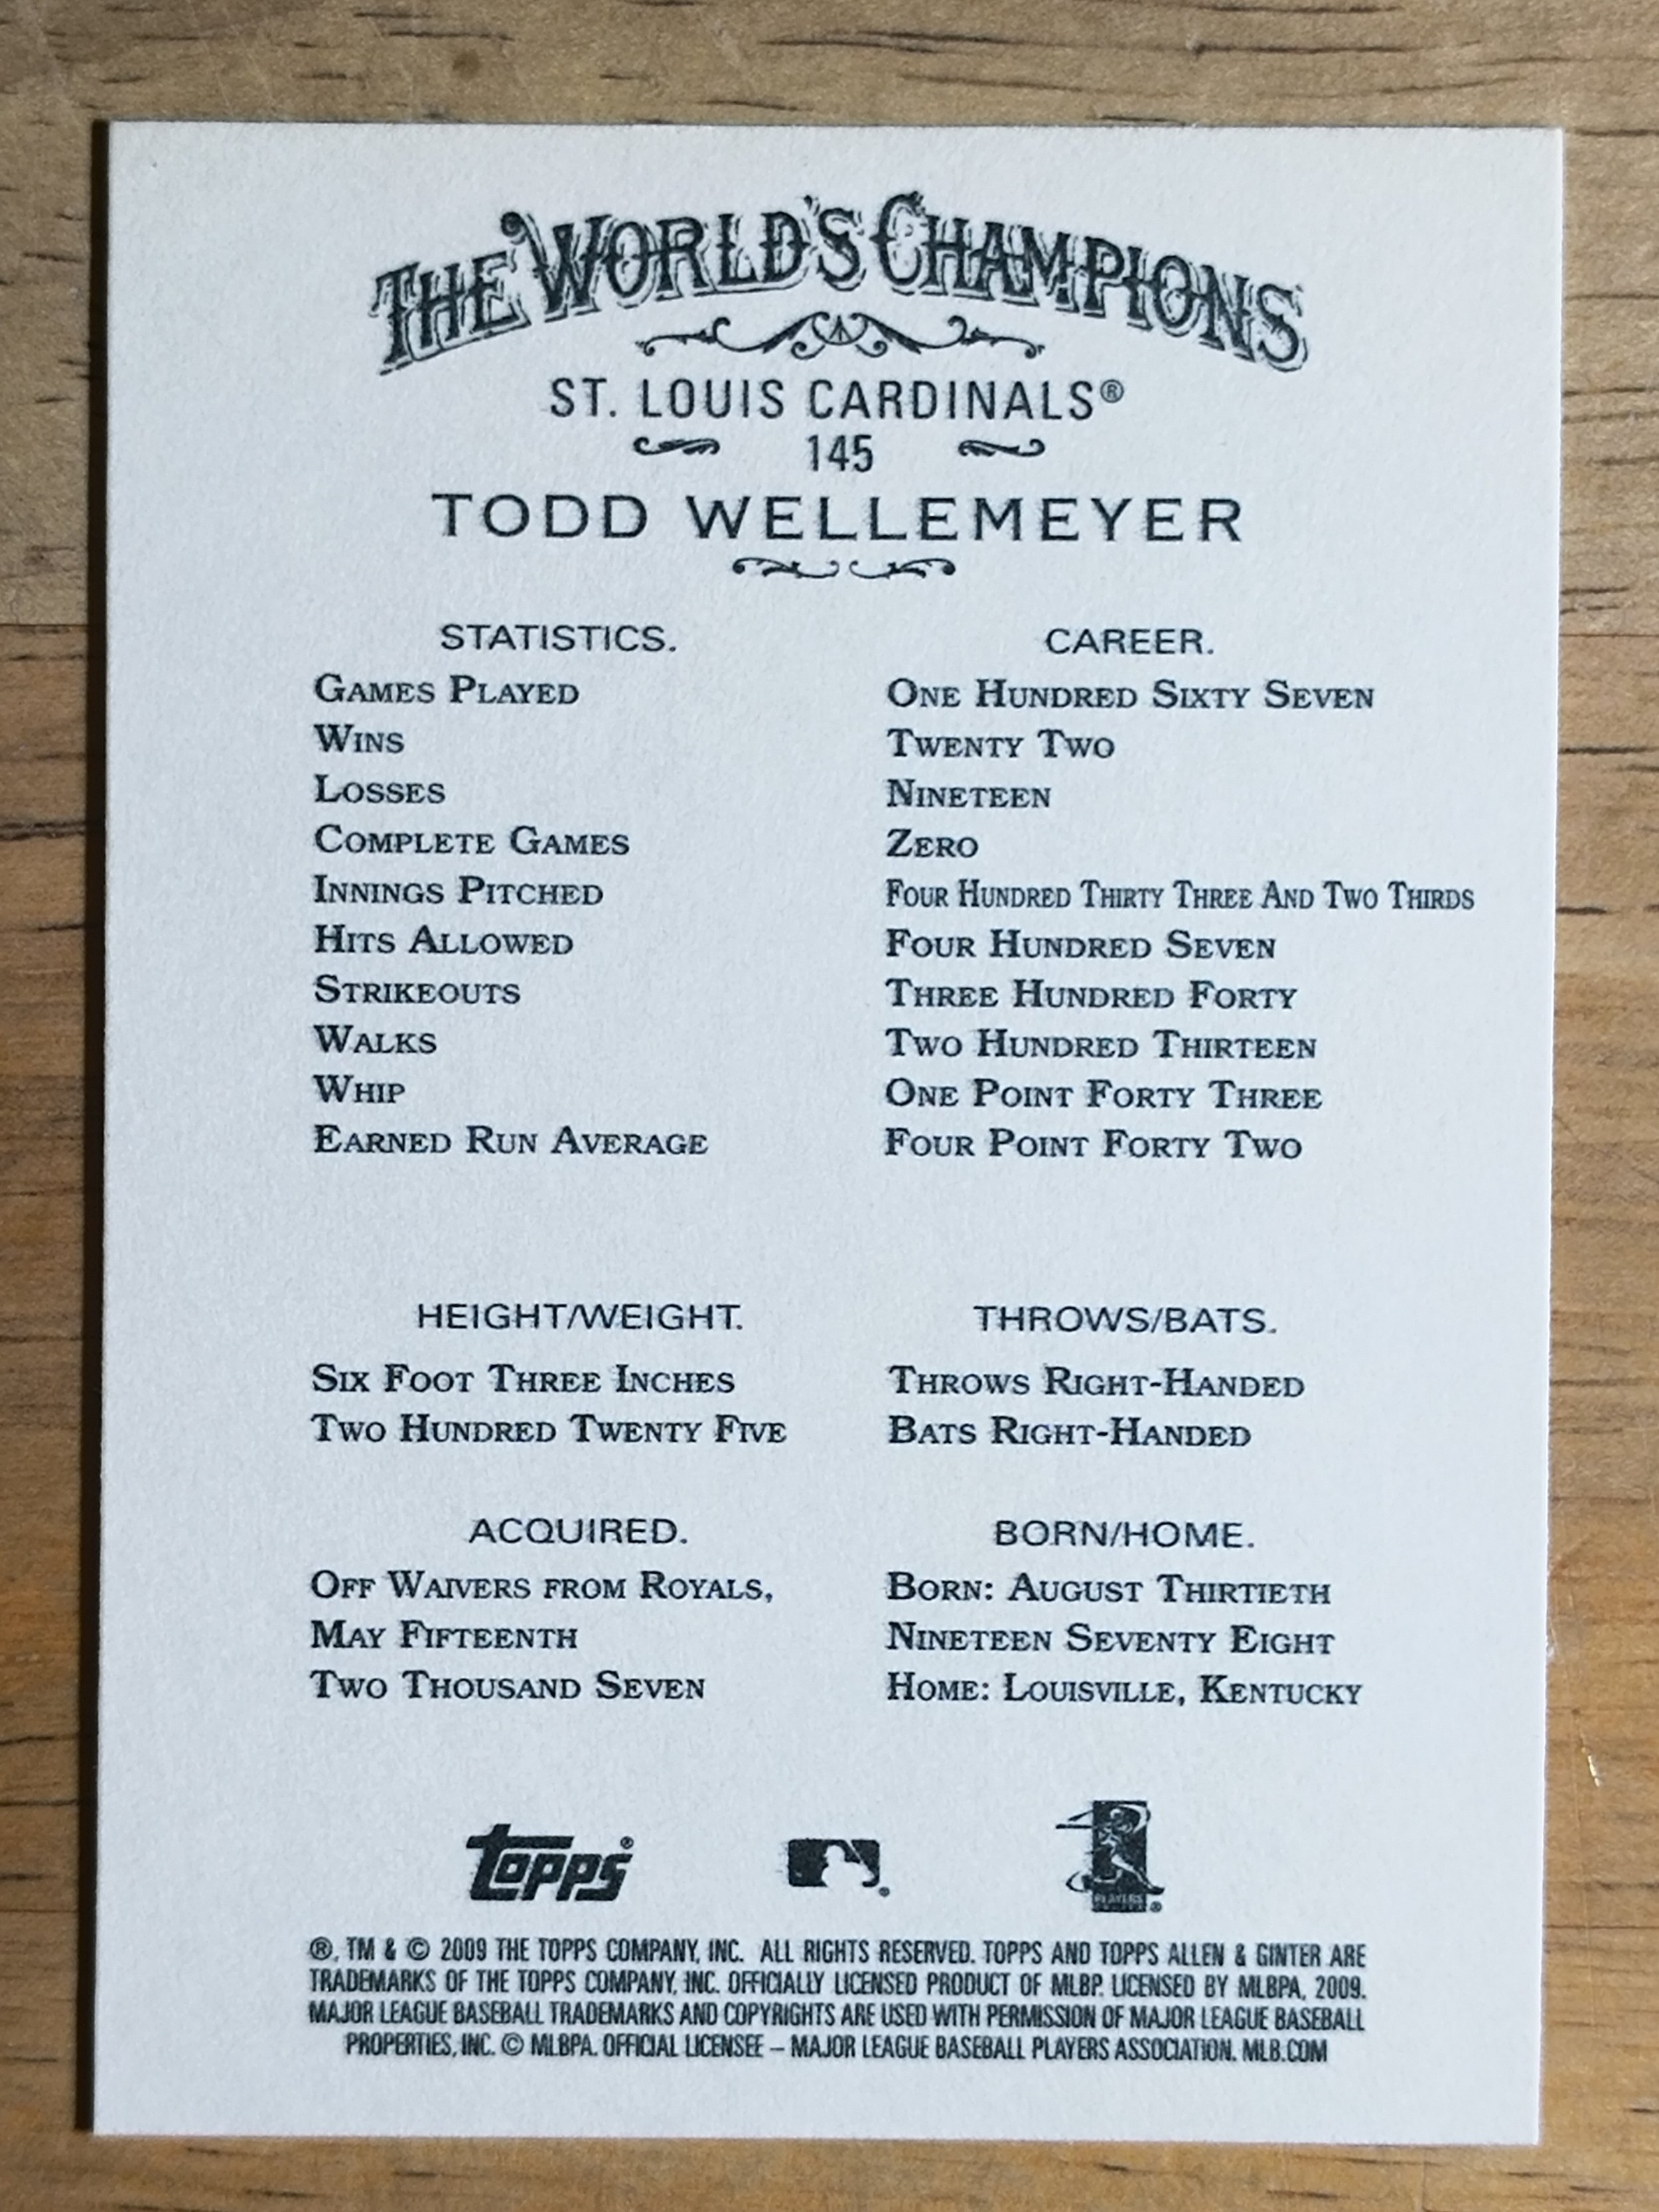 THE WORLD'S CHAMPIONS
ST. LOUIS CARDINALS®
145
TODD WELLEMEYER
STATISTICS. CAREER.
GAMES PLAYED ONE HUNDRED SIXTY SEVEN
WINS TWENTY TWO
LOSSES NINETEEN
COMPLETE GAMES ZERO
INNINGS PITCHED FOUR HUNDRED THIRTY THREE AND TWO THIRDS
HITS ALLOWED FOUR HUNDRED SEVEN
STRIKEOUTS THREE HUNDRED FORTY
WALKS TWO HUNDRED THIRTEEN
WHIP ONE POINT FORTY THREE
EARNED RUN AVERAGE FOUR POINT FORTY TWO
HEIGHT/WEIGHT.
SIX FOOT THREE INCHES
TWO HUNDRED TWENTY FIVE
THROWS/BATS.
THROWS RIGHT-HANDED
BATS RIGHT-HANDED
ACQUIRED.
OFF WAIVERS FROM ROYALS,
MAY FIFTEENTH
TWO THOUSAND SEVEN
BORN/HOME.
BORN: AUGUST THIRTIETH
NINETEEN SEVENTY EIGHT
HOME: LOUISVILLE, KENTUCKY
Topps®
PLAYERS
®, TM & © 2009 THE TOPPS COMPANY, INC. ALL RIGHTS RESERVED. TOPPS AND TOPPS ALLEN & GINTER ARE
TRADEMARKS OF THE TOPPS COMPANY, INC. OFFICIALLY LICENSED PRODUCT OF MLBP. LICENSED BY MLBPA, 2009.
MAJOR LEAGUE BASEBALL TRADEMARKS AND COPYRIGHTS ARE USED WITH PERMISSION OF MAJOR LEAGUE BASEBALL
PROPERTIES, INC. © MLBPA. OFFICIAL LICENSEE – MAJOR LEAGUE BASEBALL PLAYERS ASSOCIATION. MLB.COM